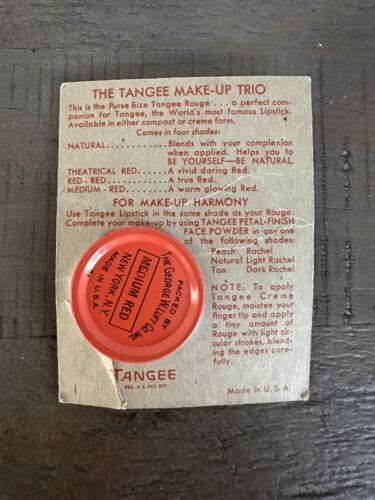 THE TANGEE MAKE-UP TRIO
This is the Purse Size Tangee Rouge . . . a perfect com-
panion for Tangee, the World's most famous Lipstick.
Available in either compact or creme form.
Comes in four shades:
NATURAL............Blends with your complexion
when applied. Helps you to
BE YOURSELF—BE NATURAL.
THEATRICAL RED............A vivid daring Red.
RED - RED............A true Red.
MEDIUM - RED............A warm glowing Red.
FOR MAKE-UP HARMONY
Use Tangee Lipstick in the same shade as your Rouge.
Complete your make-up by using TANGEE PETAL-FINISH
FACE POWDER in any one
of the following shades:
Peach Rachel
Natural Light Rachel
Tan Dark Rachel
NOTE: To apply
Tangee Creme
Rouge, moisten your
finger tip and apply
a tiny amount of
Rouge with light cir-
cular strokes, blend-
ing the edges care-
fully.
PACKED BY
THE GEORGE W. LUFT CO. INC.
MEDIUM RED
NEW YORK, N.Y.
MADE IN U.S.A.
TANGEE
REG. U.S. PAT. OFF.
Made in U.S.A.